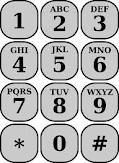 1 ABC 2 DEF 3
GHI 4 JKL 5 MNO 6
PQRS 7 TUV 8 WXYZ 9
* 0 #